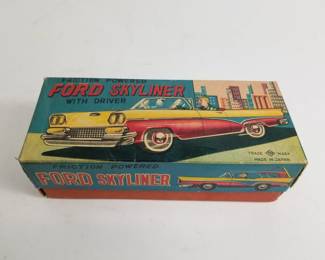 FRICTION POWERED
FORD SKYLINER
WITH DRIVER
TRADE MARK
MADE IN JAPAN
FRICTION POWERED
FORD SKYLINER